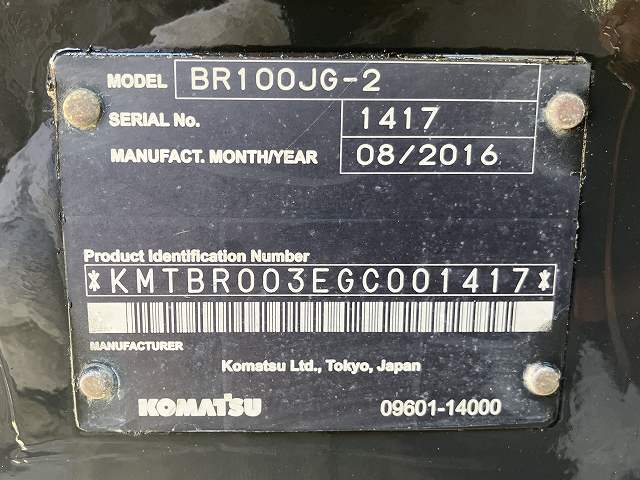 MODEL BR100JG-2
SERIAL No. 1417
MANUFACT. MONTH/YEAR 08/2016
Product Identification Number
*KMTBR003EGC001417*
MANUFACTURER
Komatsu Ltd., Tokyo, Japan
KOMATSU 09601-14000